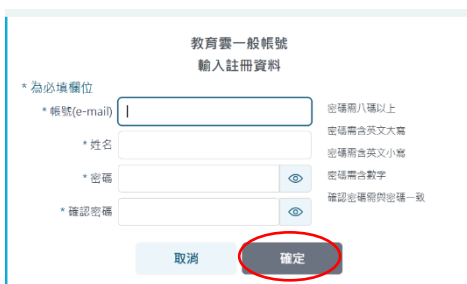 教育雲一般帳號
輸入註冊資料
* 為必填欄位
* 帳號(e-mail)
* 姓名
* 密碼
* 確認密碼
密碼需八碼以上
密碼需含英文大寫
密碼需含英文小寫
密碼需含數字
確認密碼需與密碼一致
取消
確定